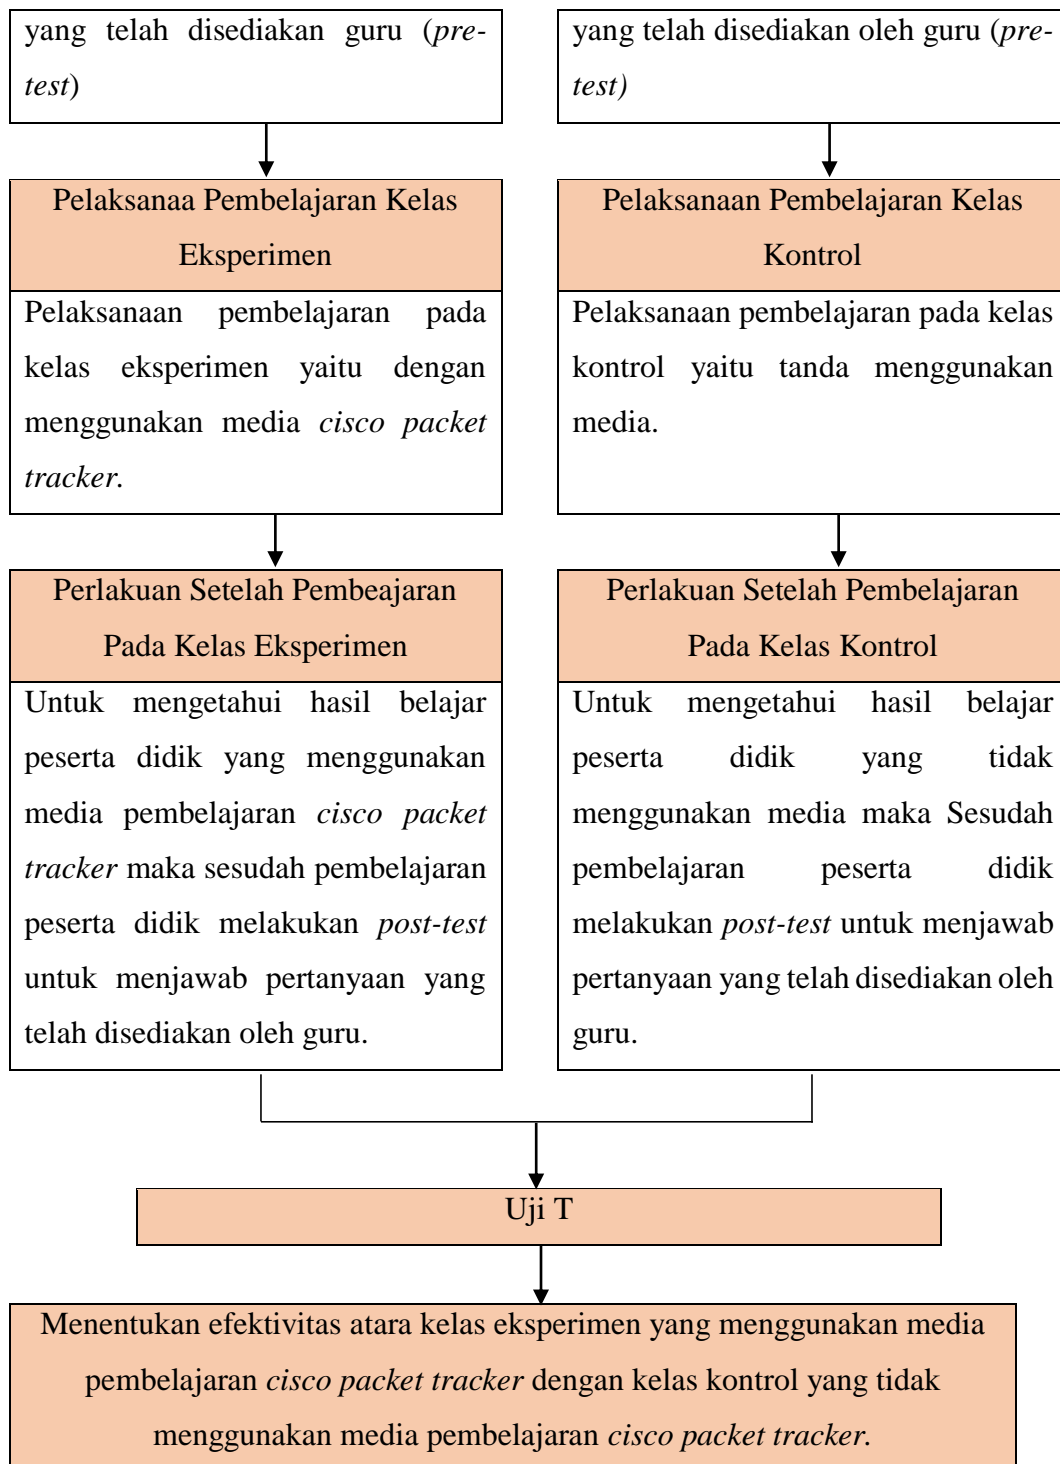 yang telah disediakan guru (pre-
test)
yang telah disediakan oleh guru (pre-
test)
Pelaksanaa Pembelajaran Kelas
Eksperimen
Pelaksanaan pembelajaran pada
kelas eksperimen yaitu dengan
menggunakan media cisco packet
tracker.
Pelaksanaan Pembelajaran Kelas
Kontrol
Pelaksanaan pembelajaran pada kelas
kontrol yaitu tanda menggunakan
media.
Perlakuan Setelah Pembeajaran
Pada Kelas Eksperimen
Untuk mengetahui hasil belajar
peserta didik yang menggunakan
media pembelajaran cisco packet
tracker maka sesudah pembelajaran
peserta didik melakukan post-test
untuk menjawab pertanyaan yang
telah disediakan oleh guru.
Perlakuan Setelah Pembelajaran
Pada Kelas Kontrol
Untuk mengetahui hasil belajar
peserta didik yang tidak
menggunakan media maka Sesudah
pembelajaran peserta didik
melakukan post-test untuk menjawab
pertanyaan yang telah disediakan oleh
guru.
Uji T
Menentukan efektivitas atara kelas eksperimen yang menggunakan media
pembelajaran cisco packet tracker dengan kelas kontrol yang tidak
menggunakan media pembelajaran cisco packet tracker.